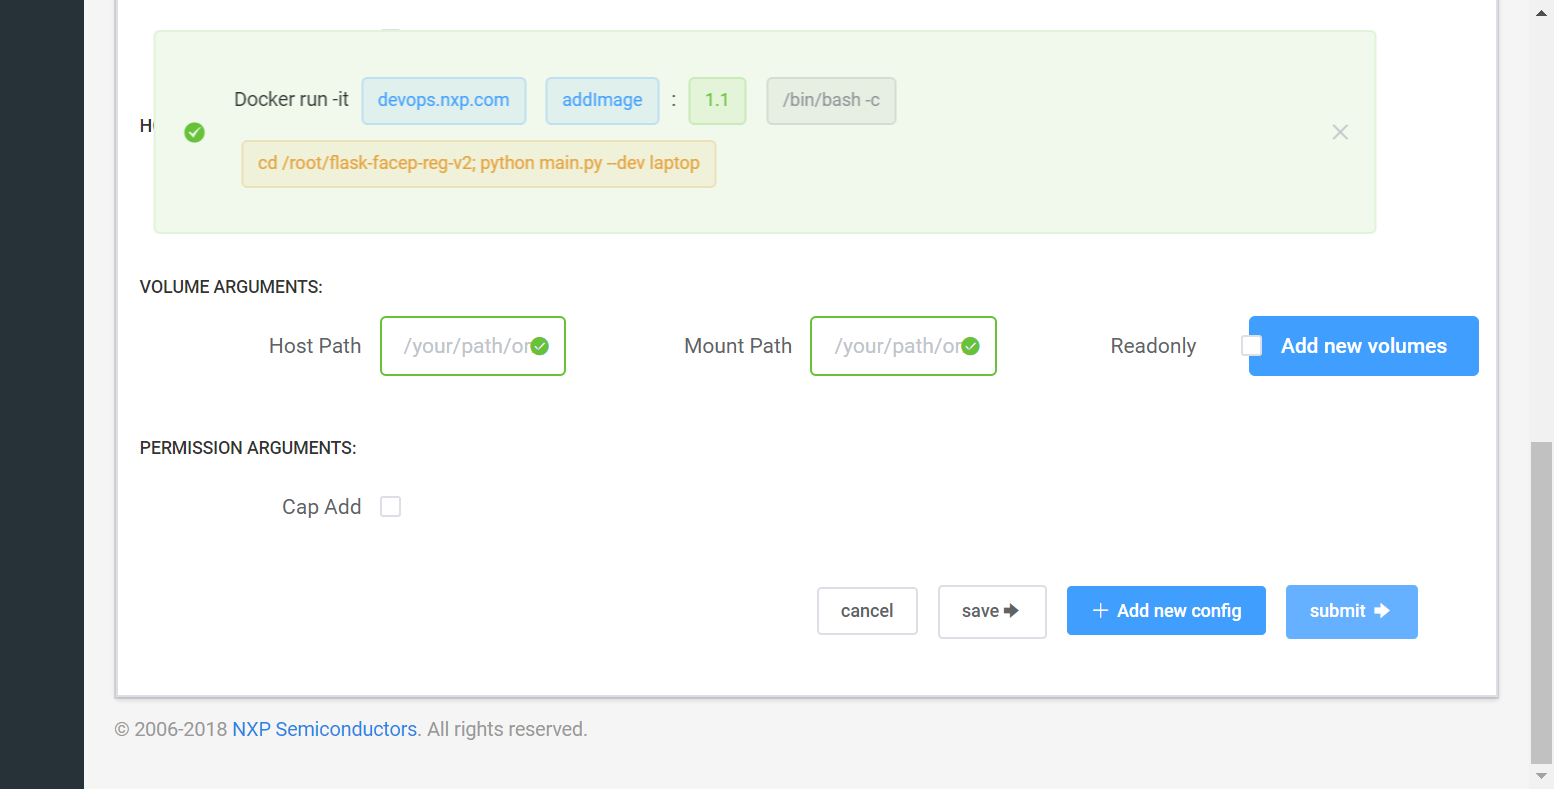 Docker run -it devops.nxp.com addImage : 1.1 /bin/bash -c
cd /root/flask-facep-reg-v2; python main.py --dev laptop
VOLUME ARGUMENTS:
Host Path /your/path/or Mount Path /your/path/or Readonly Add new volumes
PERMISSION ARGUMENTS:
Cap Add
cancel save + Add new config submit
© 2006-2018 NXP Semiconductors. All rights reserved.